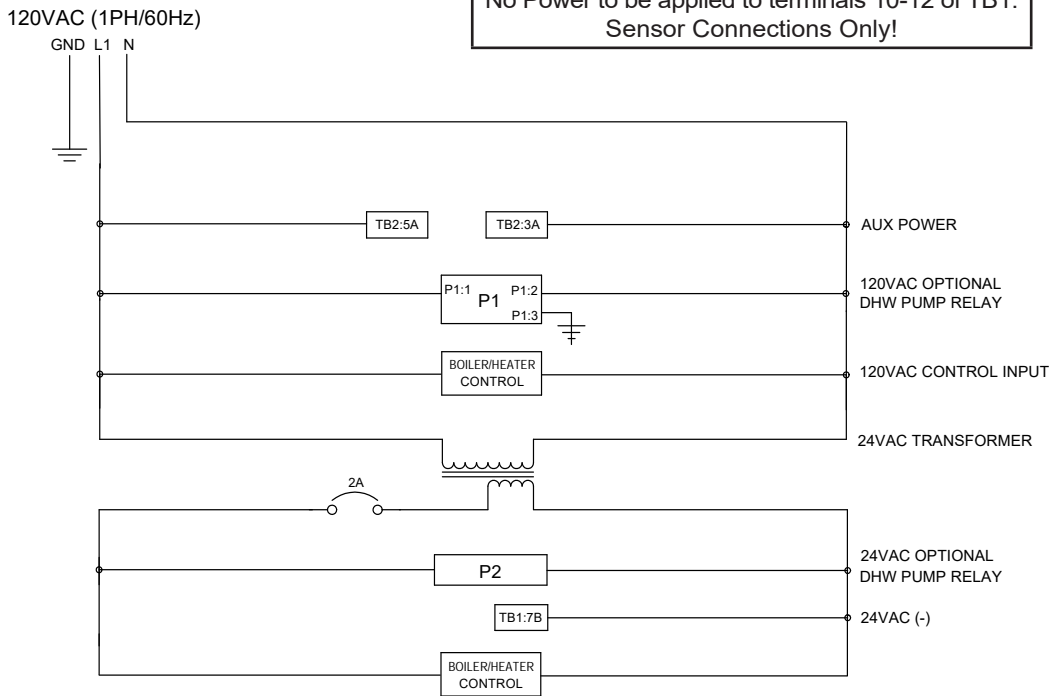 No Power to be applied to terminals 10-12 of TB1.
Sensor Connections Only!
120VAC (1PH/60Hz)
GND L1 N
TB2:5A
TB2:3A
AUX POWER
P1:1
P1
P1:2
P1:3
120VAC OPTIONAL
DHW PUMP RELAY
BOILER/HEATER
CONTROL
120VAC CONTROL INPUT
24VAC TRANSFORMER
2A
P2
24VAC OPTIONAL
DHW PUMP RELAY
TB1:7B
24VAC (-)
BOILER/HEATER
CONTROL